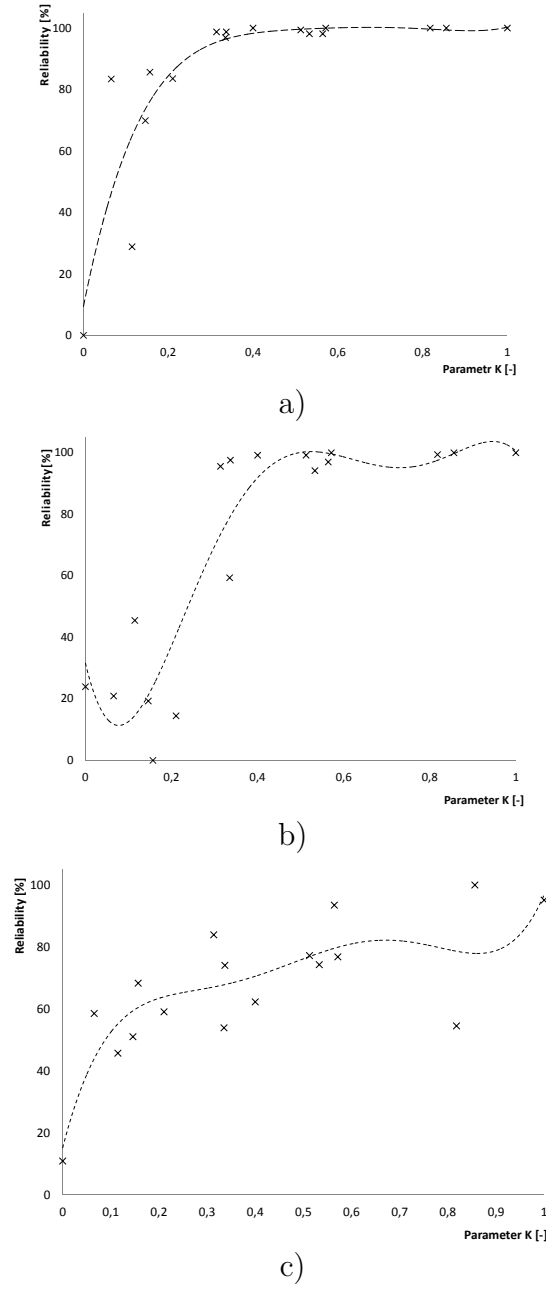 Reliability [%]
100
80
60
40
20
0
0 0,2 0,4 0,6 0,8 1
Parametr K [-]
a)
Reliability[%]
100
80
60
40
20
0
0 0,2 0,4 0,6 0,8 1
Parameter K [-]
b)
Reliability [%]
100
80
60
40
20
0
0 0,1 0,2 0,3 0,4 0,5 0,6 0,7 0,8 0,9 1
Parameter K [-]
c)